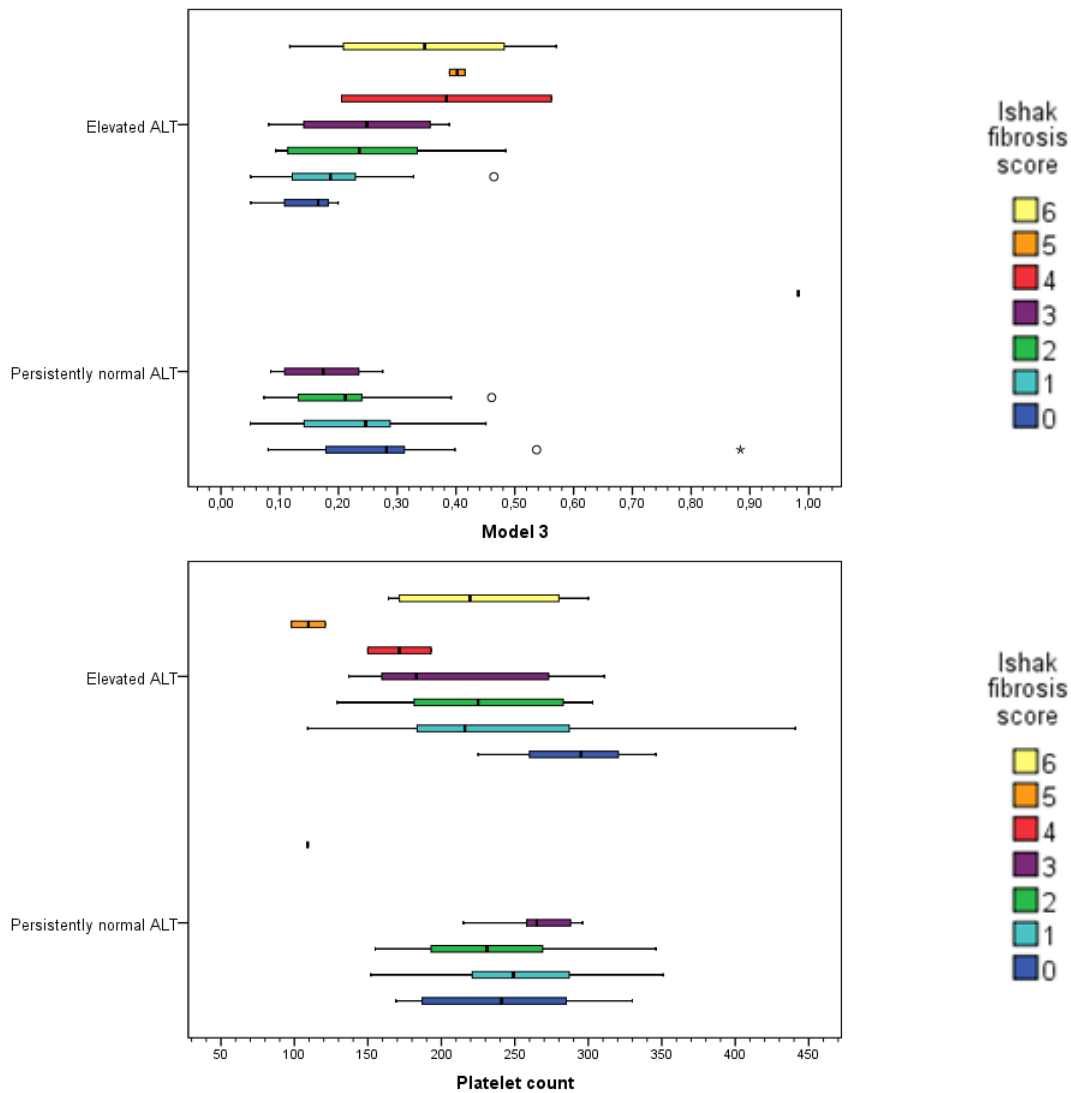 Elevated ALT
Persistently normal ALT
0,00 0,10 0,20 0,30 0,40 0,50 0,60 0,70 0,80 0,90 1,00
Model 3
Ishak
fibrosis
score
6
5
4
3
2
1
0
Elevated ALT
Persistently normal ALT
50 100 150 200 250 300 350 400 450
Platelet count
Ishak
fibrosis
score
6
5
4
3
2
1
0